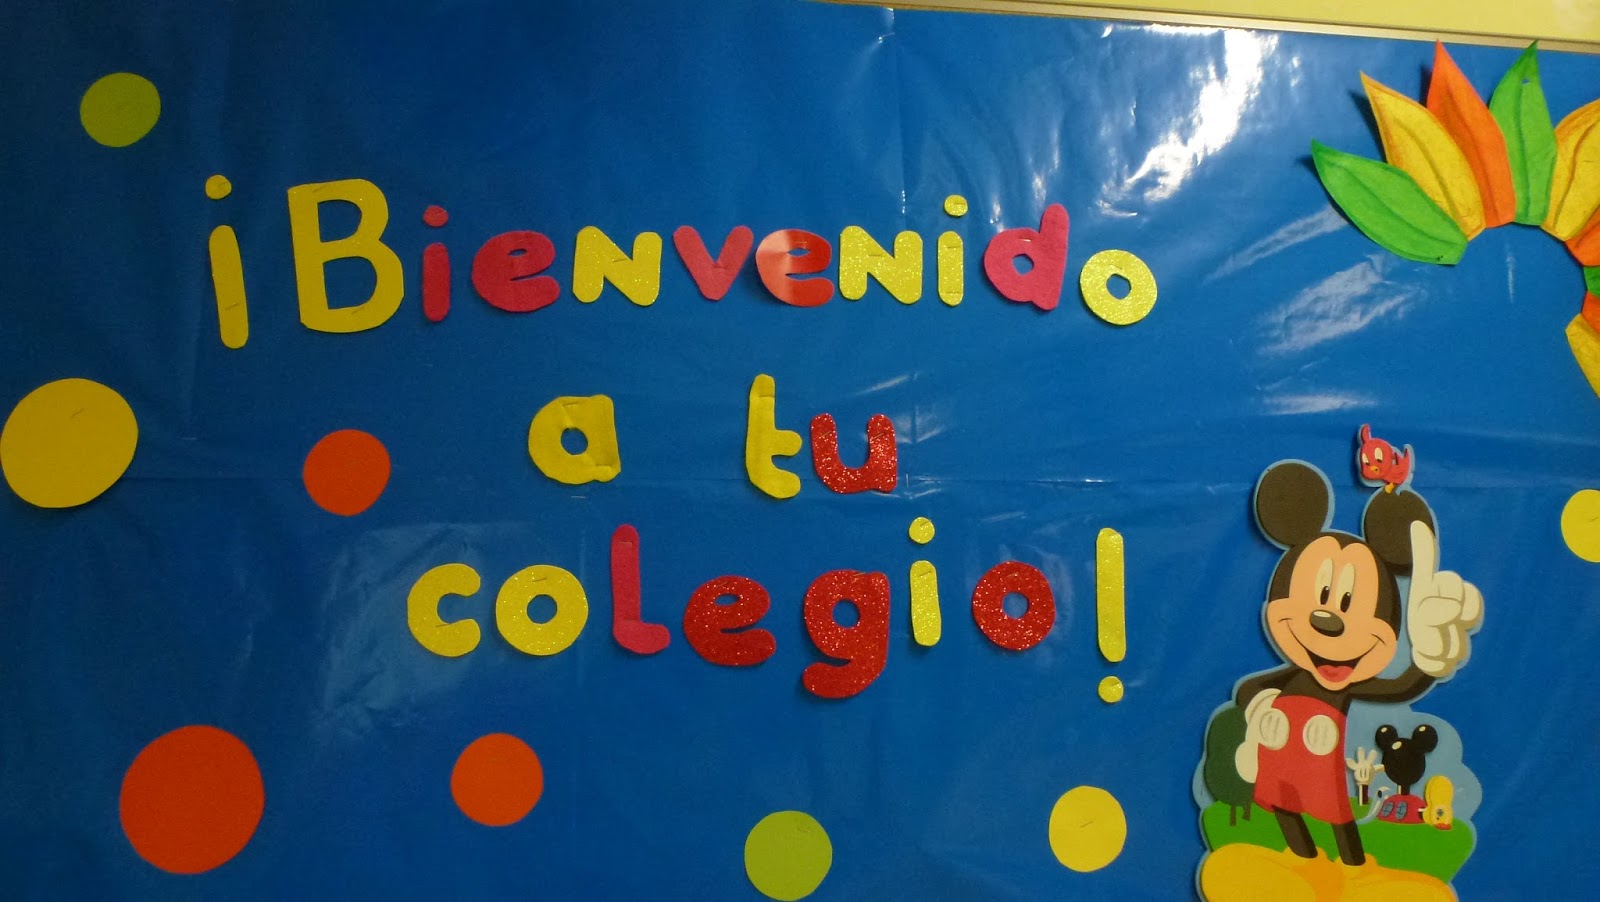 ¡Bienvenido
a tu
colegio!